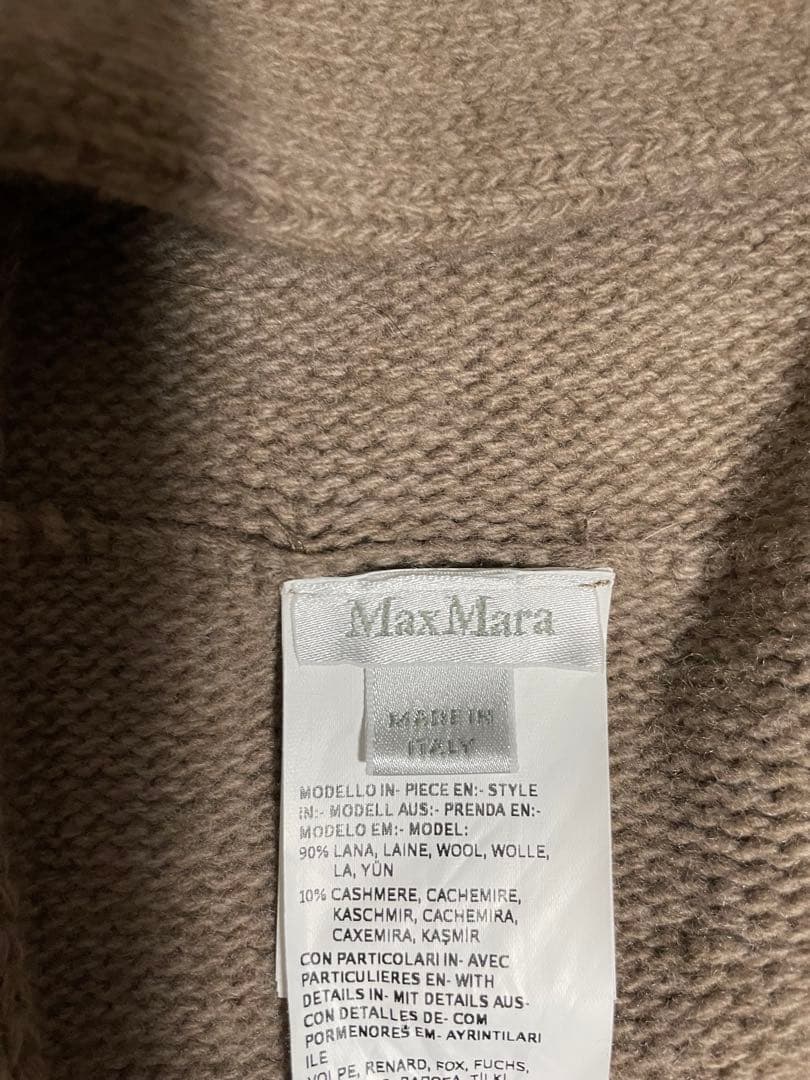 MaxMara
MADE IN
ITALY
MODELLO IN- PIECE EN:- STYLE
IN:- MODELL AUS:- PRENDA EN:-
MODELO EM:- MODEL:
90% LANA, LAINE, WOOL, WOLLE,
LA, YÜN
10% CASHMERE, CACHEMIRE,
KASCHMIR, CACHEMIRA,
CAXEMIRA, KAŞMİR
CON PARTICOLARI IN- AVEC
PARTICULIERES EN- WITH
DETAILS IN- MIT DETAILS AUS-
CON DETALLES DE- COM
PORMENORES EM- AYRINTILARI
ILE
VOLPE, RENARD, FOX, FUCHS,
TİLKİ